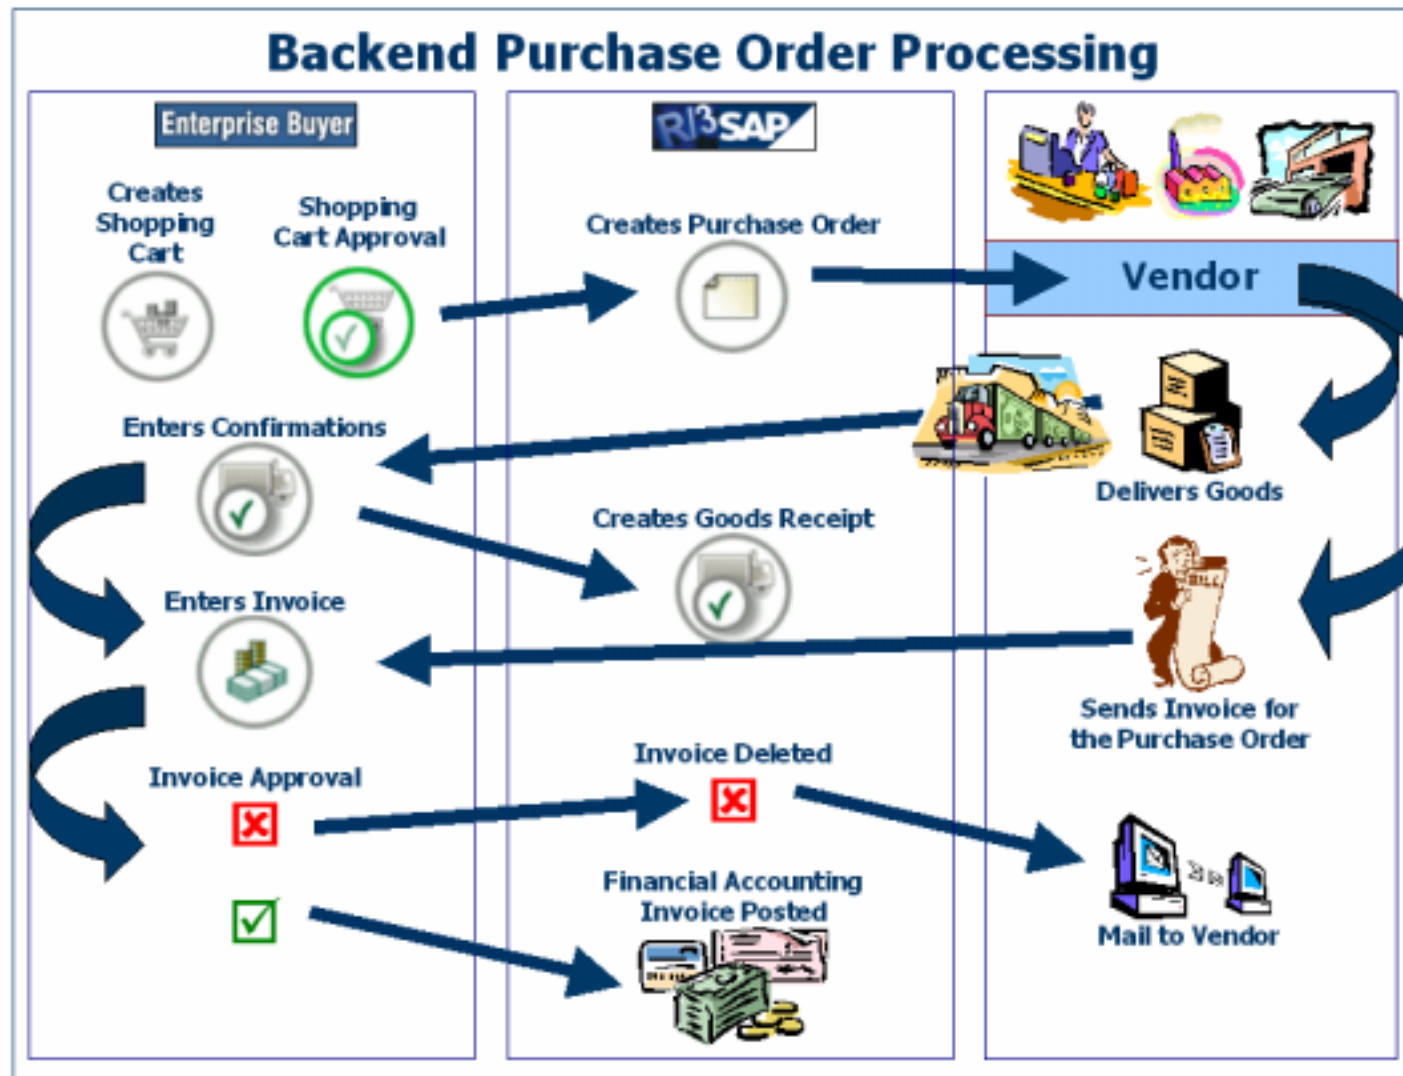 Backend Purchase Order Processing
Enterprise Buyer
R/3 SAP
Creates
Shopping
Cart
Shopping
Cart Approval
Creates Purchase Order
Vendor
Enters Confirmations
Delivers Goods
Creates Goods Receipt
Enters Invoice
BILL
Sends Invoice for
the Purchase Order
Invoice Approval
Invoice Deleted
Financial Accounting
Invoice Posted
Mail to Vendor